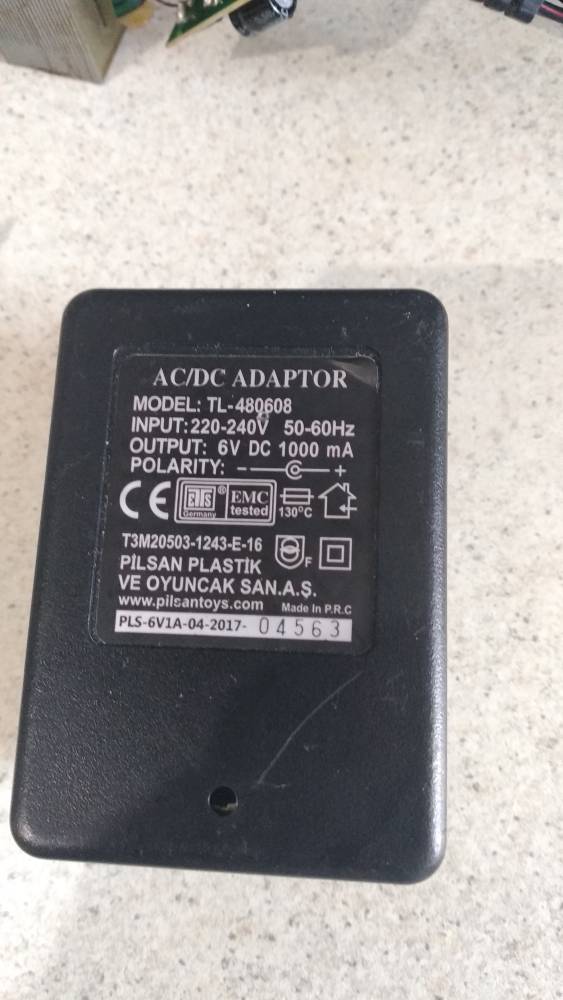 AC/DC ADAPTOR
MODEL: TL-480608
INPUT: 220-240V 50-60Hz
OUTPUT: 6V DC 1000 mA
POLARITY: - +
CE ETS ® Germany EMC tested 130°C
T3M20503-1243-E-16 F
PİLSAN PLASTİK
VE OYUNCAK SAN.A.Ş.
www.pilsantoys.com Made In P.R.C
PLS-6V1A-04-2017- 04563